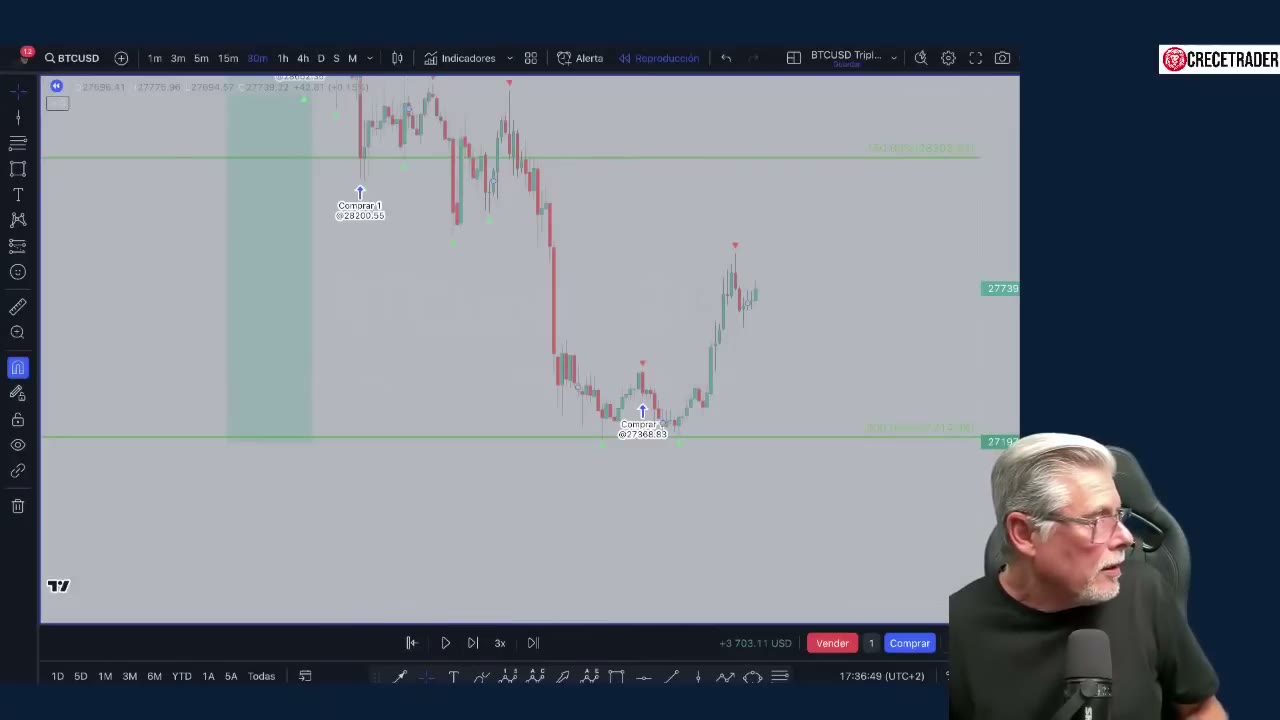 12
BTCUSD
1m 3m 5m 15m 30m 1h 4h D S M
Indicadores
Alerta
Reproducción
BTCUSD Tripl...
Guardar
CRECETRADER
Comprar 1
@28200.55
27739
Comprar
@27368.83
27197
3x
+3 703.11 USD
Vender
1
Comprar
1D 5D 1M 3M 6M YTD 1A 5A Todas
17:36:49 (UTC+2)